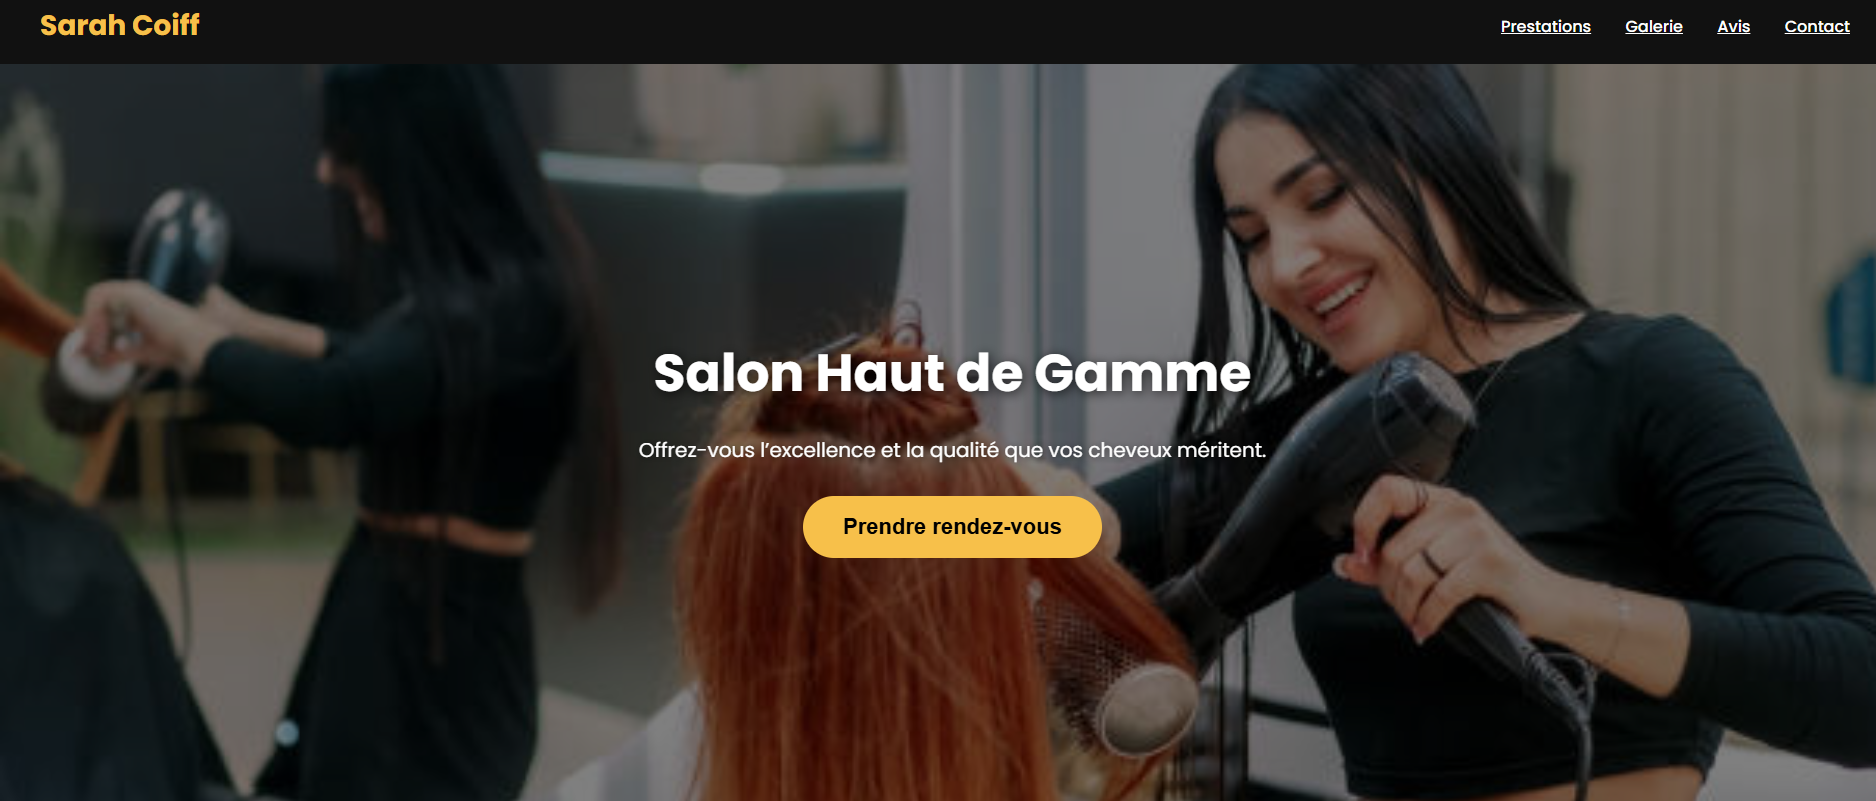 Sarah Coiff
Prestations Galerie Avis Contact
Salon Haut de Gamme
Offrez-vous l’excellence et la qualité que vos cheveux méritent.
Prendre rendez-vous